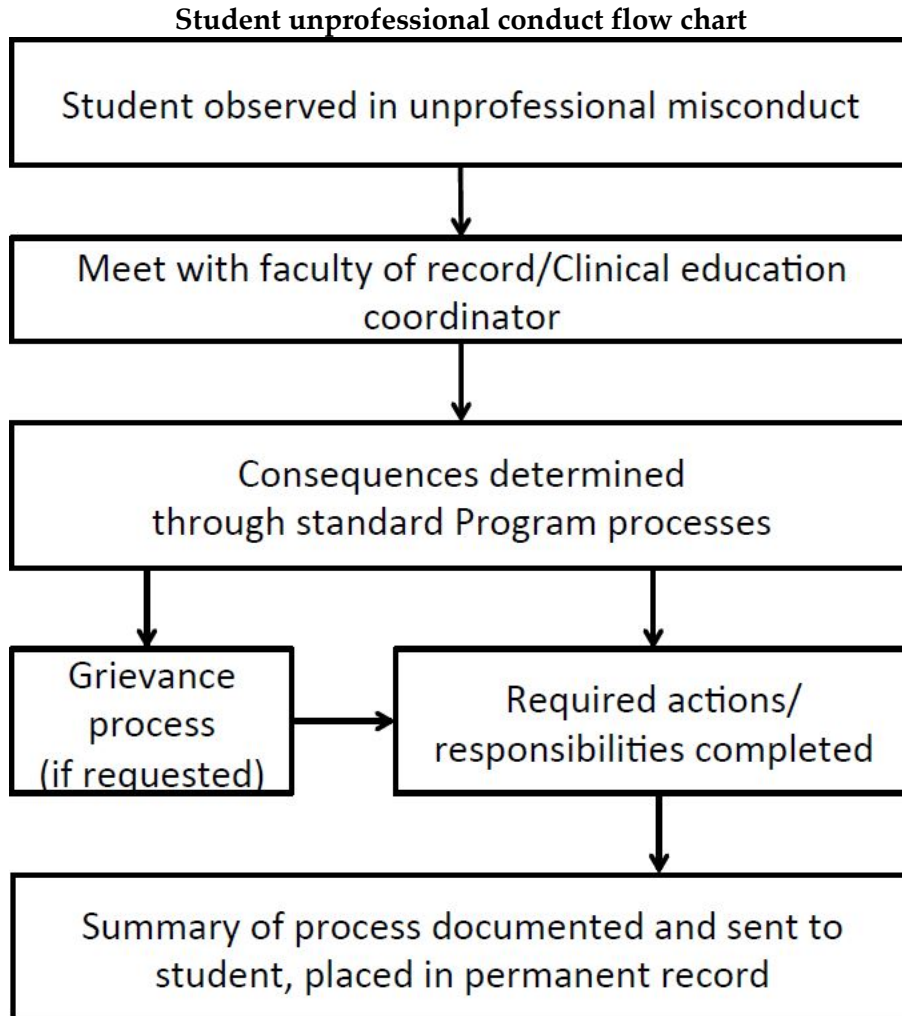 Student unprofessional conduct flow chart
Student observed in unprofessional misconduct
Meet with faculty of record/Clinical education
coordinator
Consequences determined
through standard Program processes
Grievance
process
(if requested)
Required actions/
responsibilities completed
Summary of process documented and sent to
student, placed in permanent record